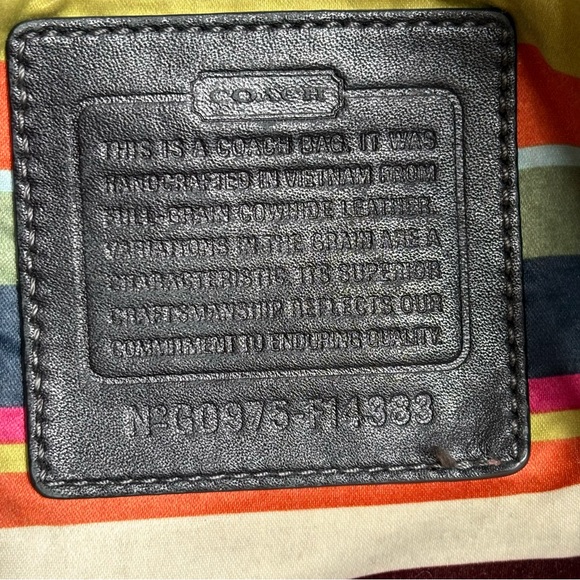 COACH
THIS IS A COACH BAG. IT WAS
HANDCRAFTED IN VIETNAM FROM
FULL-GRAIN COWHIDE LEATHER.
VARIATIONS IN THE GRAIN ARE A
CHARACTERISTIC. ITS SUPERIOR
CRAFTSMANSHIP REFLECTS OUR
COMMITMENT TO ENDURING QUALITY.
Nº G0975-F14333